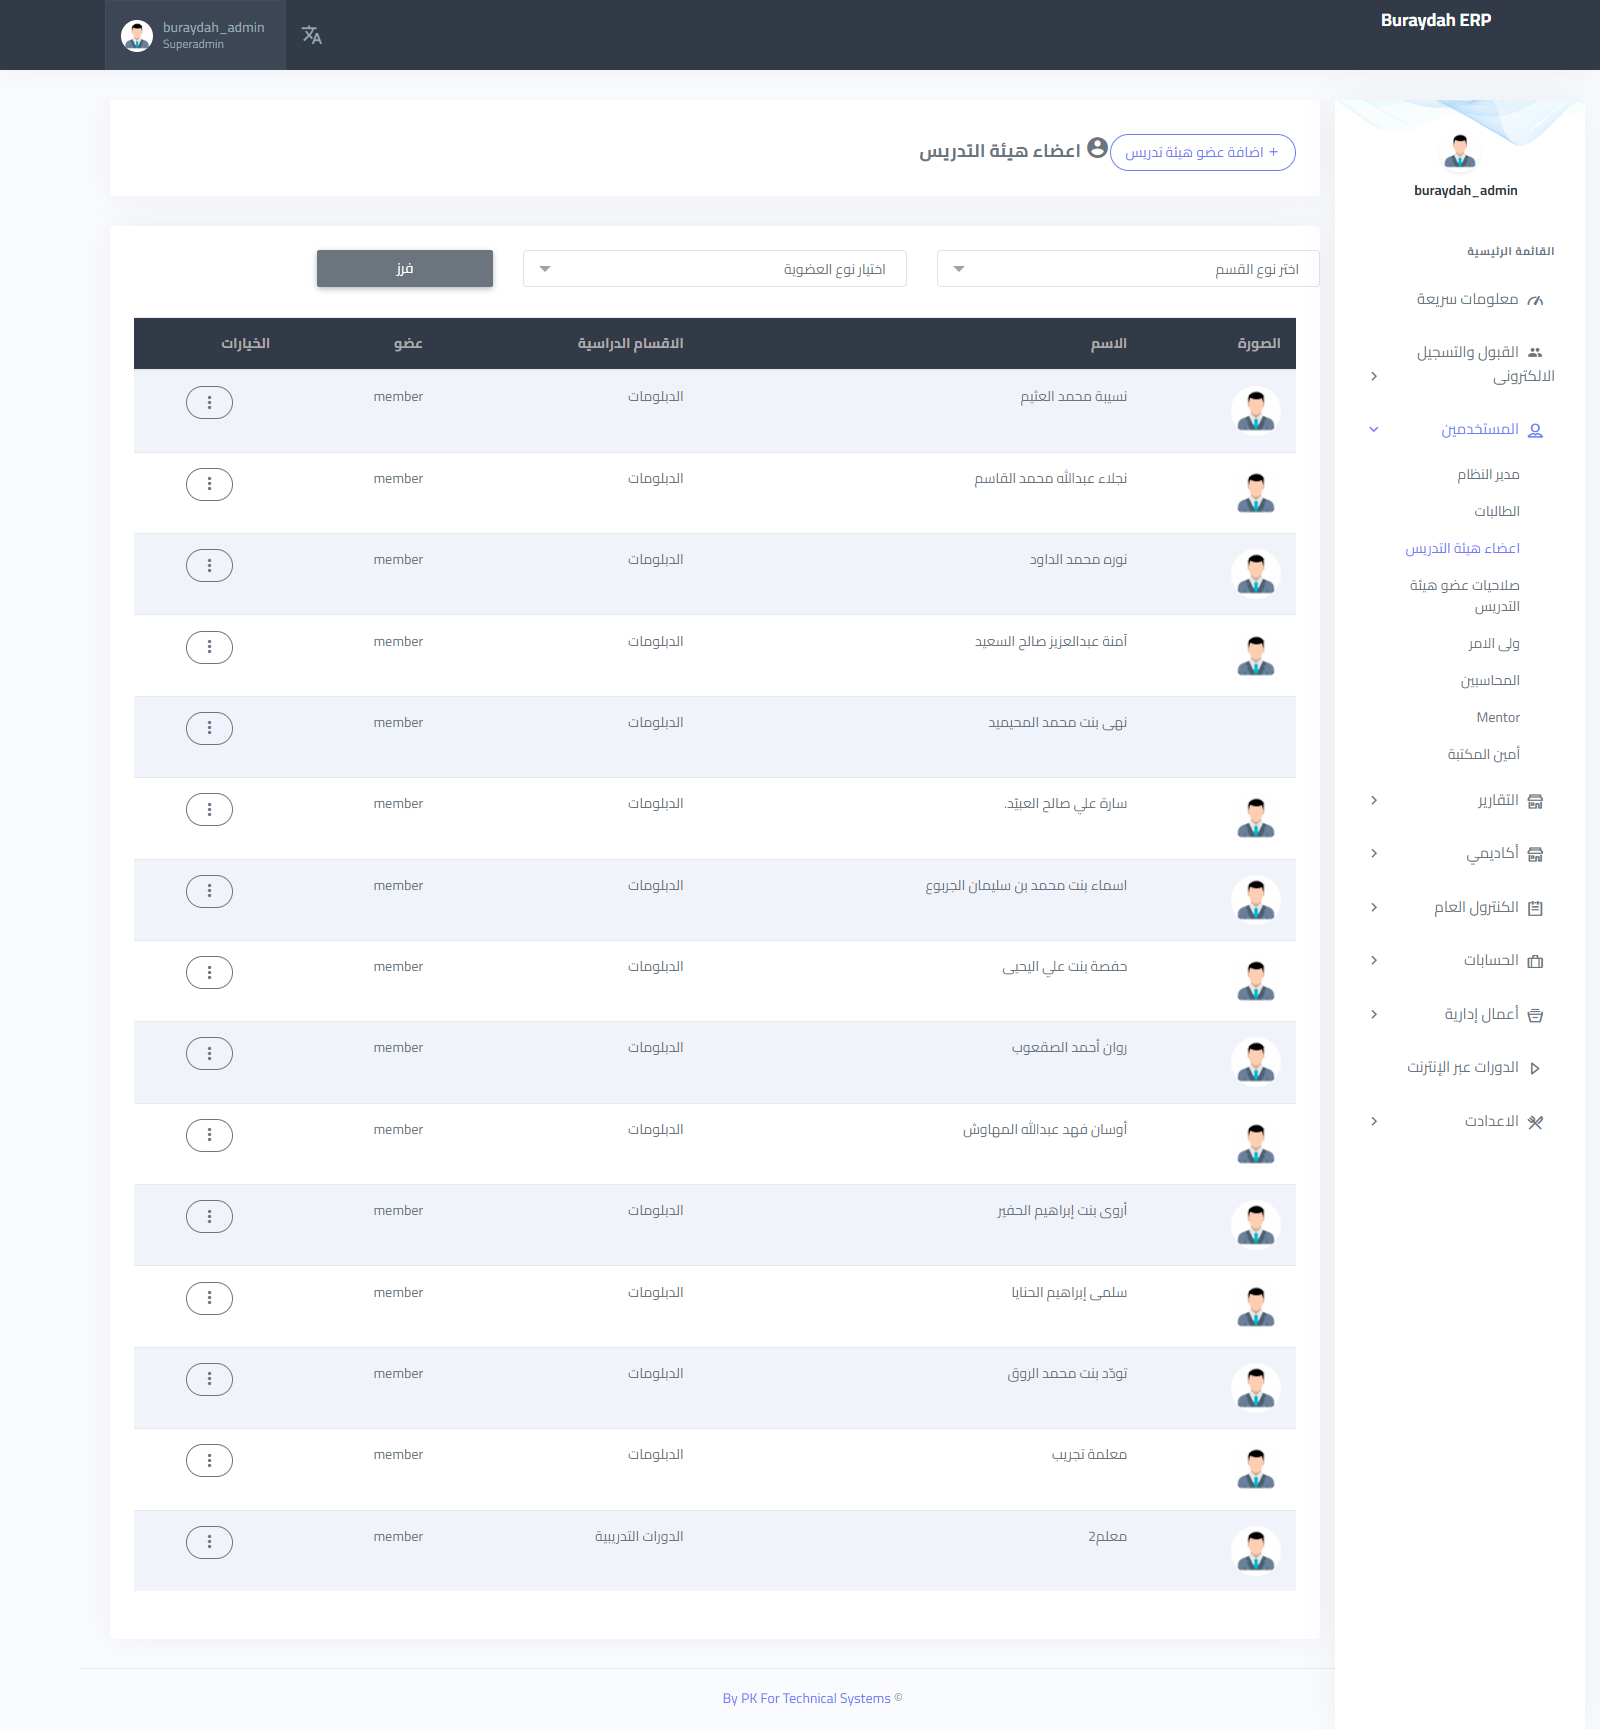 Buraydah ERP
buraydah_admin
Superadmin
buraydah_admin
القائمة الرئيسية
معلومات سريعة
القبول والتسجيل
الالكترونى
المستخدمين
مدير النظام
الطالبات
اعضاء هيئة التدريس
صلاحيات عضو هيئة
التدريس
ولى الامر
المحاسبين
Mentor
أمين المكتبة
التقارير
أكاديمي
الكنترول العام
الحسابات
أعمال إدارية
الدورات عبر الإنترنت
الاعدادت
+ اضافة عضو هيئة تدريس
اعضاء هيئة التدريس
اختر نوع القسم
اختيار نوع العضوية
فرز
الصورة الاسم الاقسام الدراسية عضو الخيارات
نسيبة محمد العثيم الدبلومات member
نجلاء عبدالله محمد القاسم الدبلومات member
نوره محمد الداود الدبلومات member
آمنة عبدالعزيز صالح السعيد الدبلومات member
نهى بنت محمد المحيميد الدبلومات member
سارة علي صالح العبيّد. الدبلومات member
اسماء بنت محمد بن سليمان الجربوع الدبلومات member
حفصة بنت علي اليحيى الدبلومات member
روان أحمد الصقعوب الدبلومات member
أوسان فهد عبدالله المهاوش الدبلومات member
أروى بنت إبراهيم الحفير الدبلومات member
سلمى إبراهيم الحنايا الدبلومات member
تودّد بنت محمد الروق الدبلومات member
معلمة تجريب الدبلومات member
معلم2 الدورات التدريبية member
By PK For Technical Systems ©